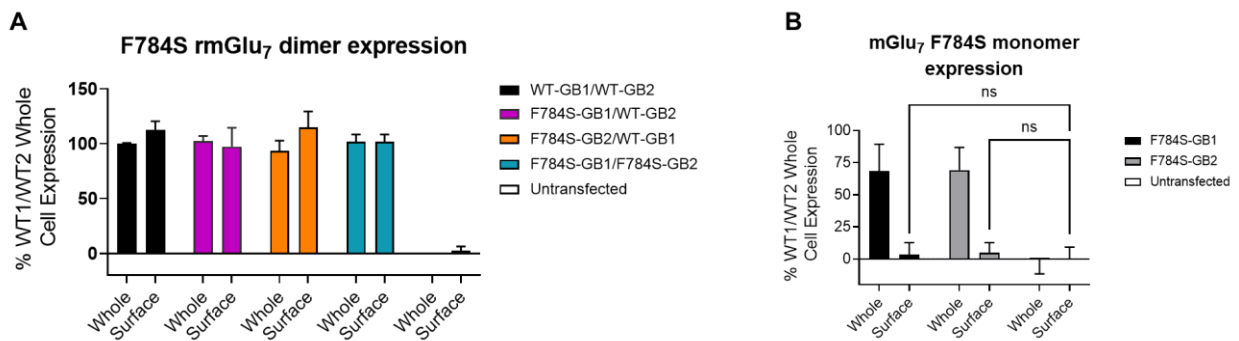 A
F784S rmGlu7 dimer expression
% WT1/WT2 Whole
Cell Expression
150
100
50
0
Whole
Surface
Whole
Surface
Whole
Surface
Whole
Surface
Whole
Surface
WT-GB1/WT-GB2
F784S-GB1/WT-GB2
F784S-GB2/WT-GB1
F784S-GB1/F784S-GB2
Untransfected
B
mGlu7 F784S monomer
expression
ns
ns
% WT1/WT2 Whole
Cell Expression
100
75
50
25
0
Whole
Surface
Whole
Surface
Whole
Surface
F784S-GB1
F784S-GB2
Untransfected